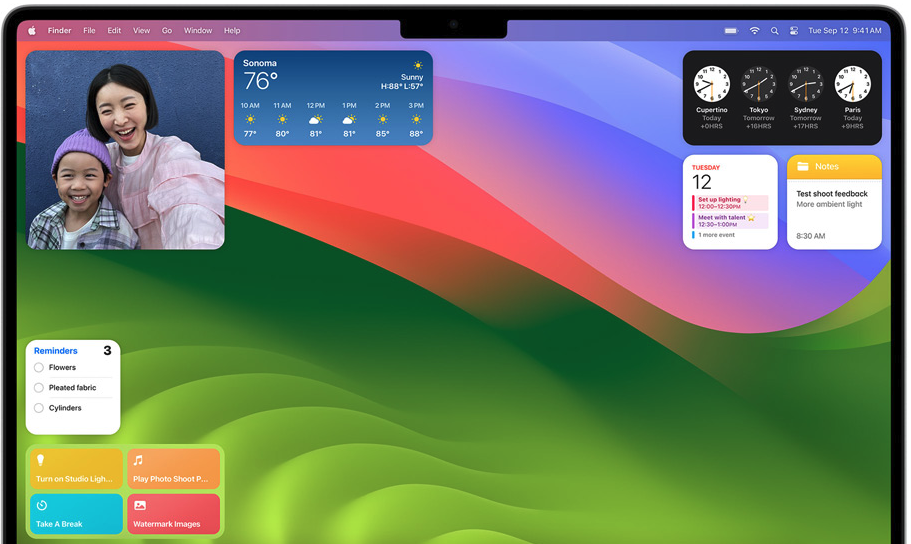 Finder File Edit View Go Window Help
Tue Sep 12 9:41 AM
Sonoma
76°
Sunny
H:88° L:57°
10 AM 11 AM 12 PM 1 PM 2 PM 3 PM
77° 80° 81° 81° 85° 88°
Cupertino Tokyo Sydney Paris
Today Tomorrow Tomorrow Today
+0HRS +16HRS +17HRS +9HRS
TUESDAY
12
Set up lighting
12:00–12:30PM
Meet with talent
12:30–1:00PM
1 more event
Notes
Test shoot feedback
More ambient light
8:30 AM
Reminders 3
Flowers
Pleated fabric
Cylinders
Turn on Studio Ligh...
Play Photo Shoot P...
Take A Break
Watermark Images